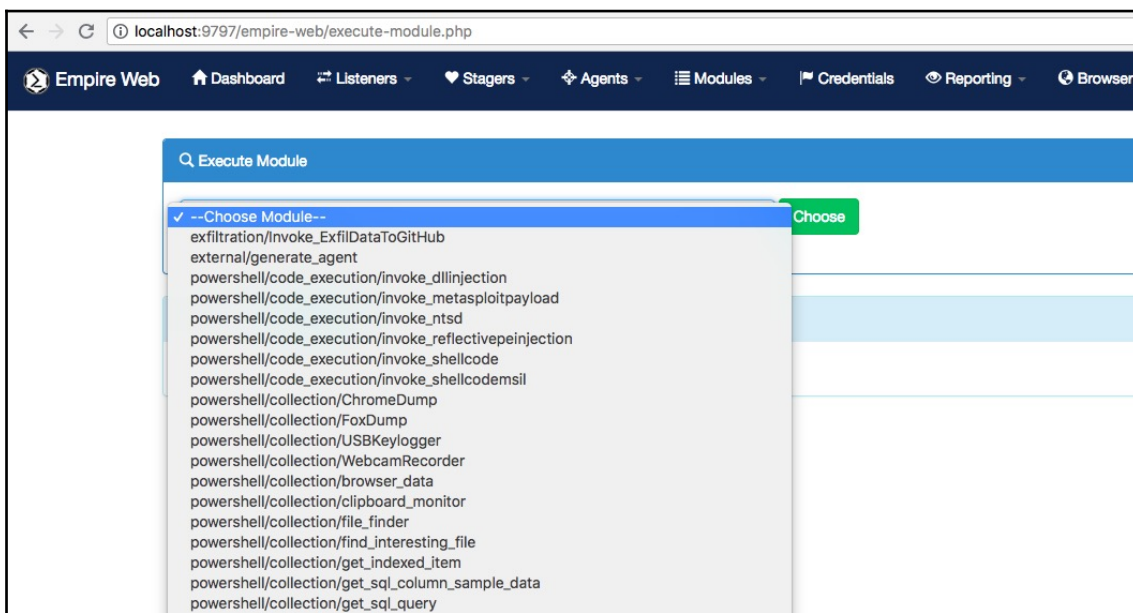 localhost:9797/empire-web/execute-module.php
Empire Web Dashboard Listeners Stagers Agents Modules Credentials Reporting Browser
Execute Module
--Choose Module-- Choose
exfiltration/Invoke_ExfilDataToGitHub
external/generate_agent
powershell/code_execution/invoke_dllinjection
powershell/code_execution/invoke_metasploitpayload
powershell/code_execution/invoke_ntsd
powershell/code_execution/invoke_reflectivepeinjection
powershell/code_execution/invoke_shellcode
powershell/code_execution/invoke_shellcodemsil
powershell/collection/ChromeDump
powershell/collection/FoxDump
powershell/collection/USBKeylogger
powershell/collection/WebcamRecorder
powershell/collection/browser_data
powershell/collection/clipboard_monitor
powershell/collection/file_finder
powershell/collection/find_interesting_file
powershell/collection/get_indexed_item
powershell/collection/get_sql_column_sample_data
powershell/collection/get_sql_query